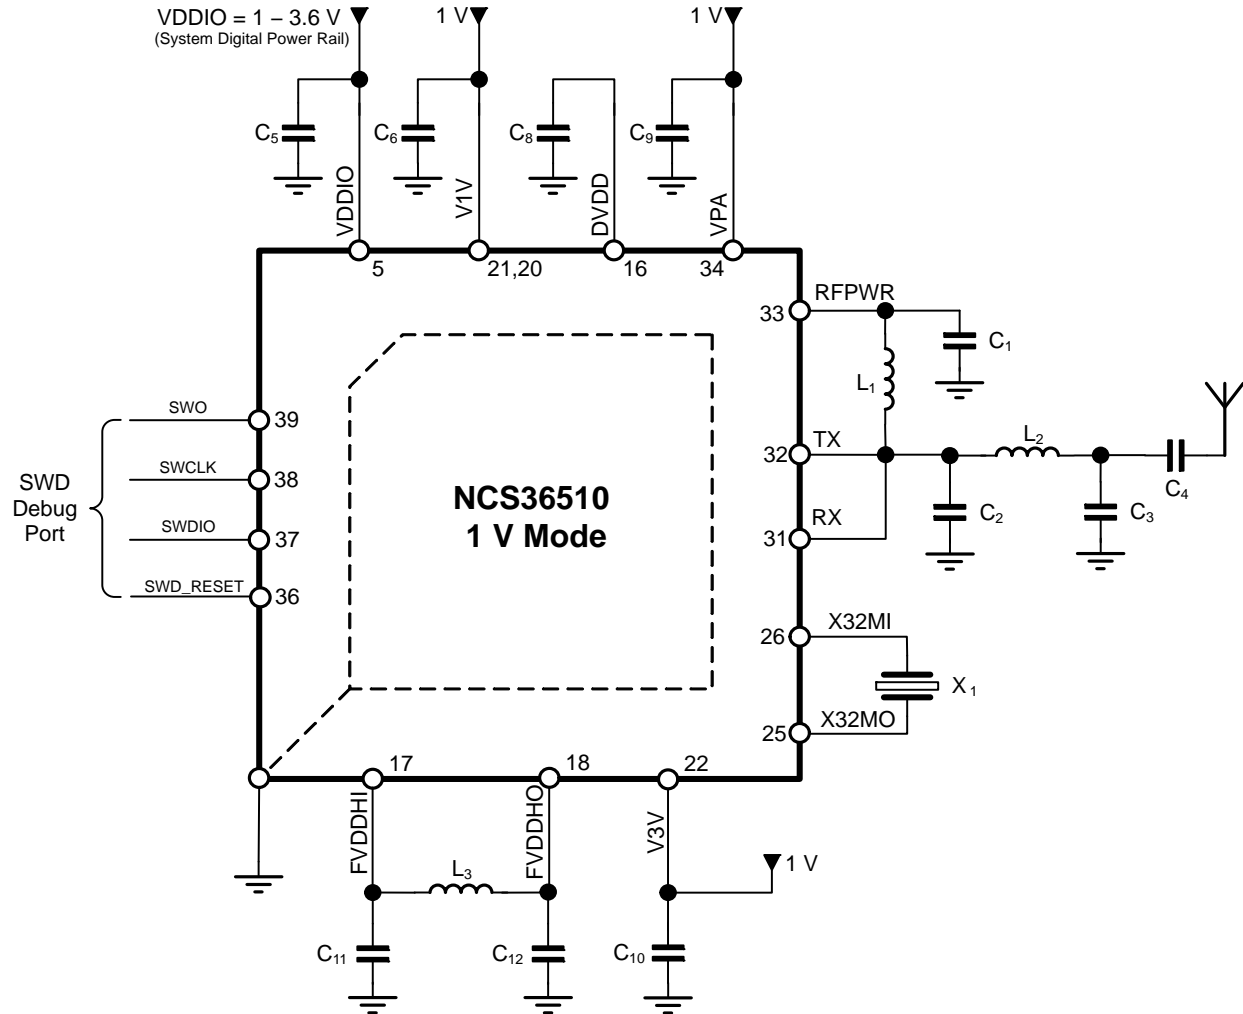 VDDIO = 1 – 3.6 V
(System Digital Power Rail)
1 V
1 V
C5
C6
C8
C9
VDDIO
V1V
DVDD
VPA
5
21,20
16
34
33
RFPWR
C1
L1
32
TX
L2
C4
C2
C3
31
RX
SWD
Debug
Port
SWO
39
SWCLK
38
SWDIO
37
SWD_RESET
36
NCS36510
1 V Mode
26
X32MI
X1
25
X32MO
17
18
22
FVDDHI
FVDDHO
V3V
L3
1 V
C11
C12
C10